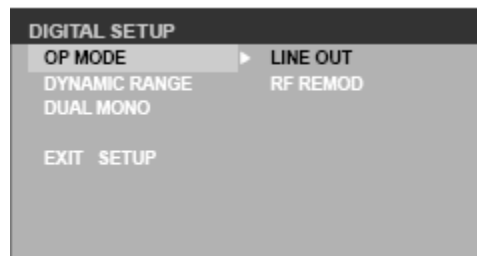 DIGITAL SETUP
OP MODE LINE OUT
DYNAMIC RANGE RF REMOD
DUAL MONO
EXIT SETUP